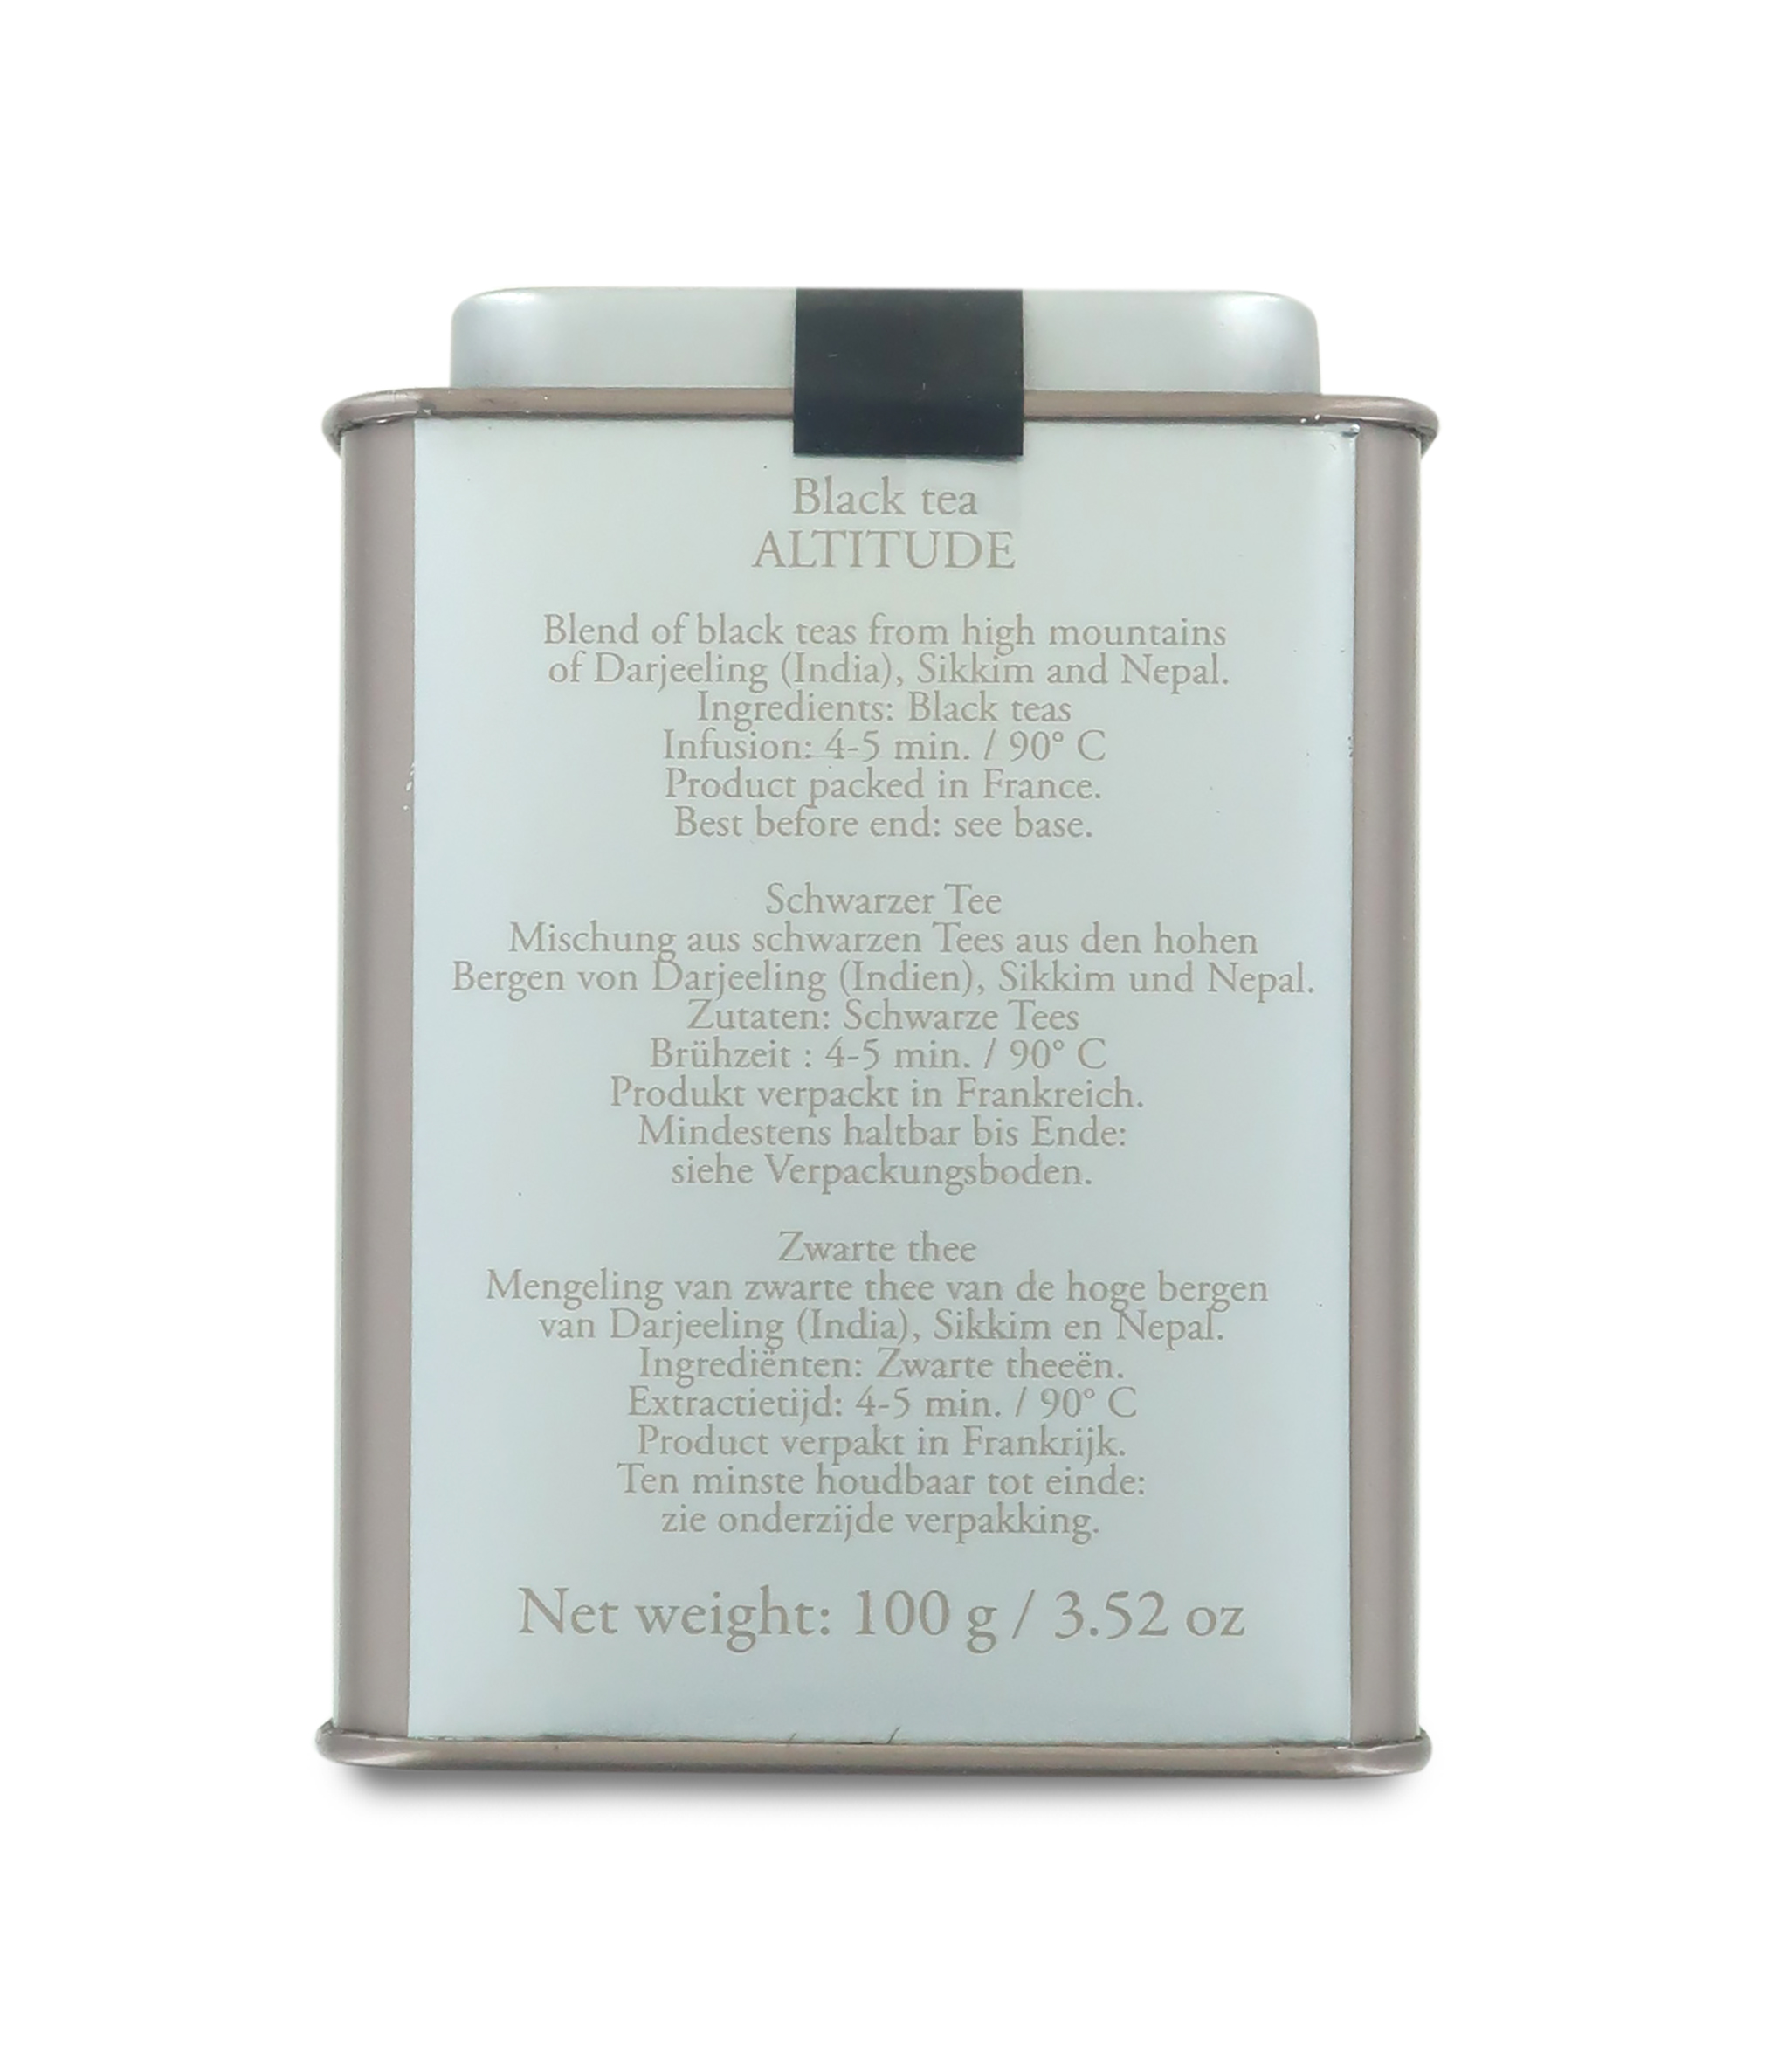 Black tea
ALTITUDE
Blend of black teas from high mountains
of Darjeeling (India), Sikkim and Nepal.
Ingredients: Black teas
Infusion: 4-5 min. / 90° C
Product packed in France.
Best before end: see base.
Schwarzer Tee
Mischung aus schwarzen Tees aus den hohen
Bergen von Darjeeling (Indien), Sikkim und Nepal.
Zutaten: Schwarze Tees
Brühzeit : 4-5 min. / 90° C
Produkt verpackt in Frankreich.
Mindestens haltbar bis Ende:
siehe Verpackungsboden.
Zwarte thee
Mengeling van zwarte thee van de hoge bergen
van Darjeeling (India), Sikkim en Nepal.
Ingrediënten: Zwarte theeën.
Extractietijd: 4-5 min. / 90° C
Product verpakt in Frankrijk.
Ten minste houdbaar tot einde:
zie onderzijde verpakking.
Net weight: 100 g / 3.52 oz